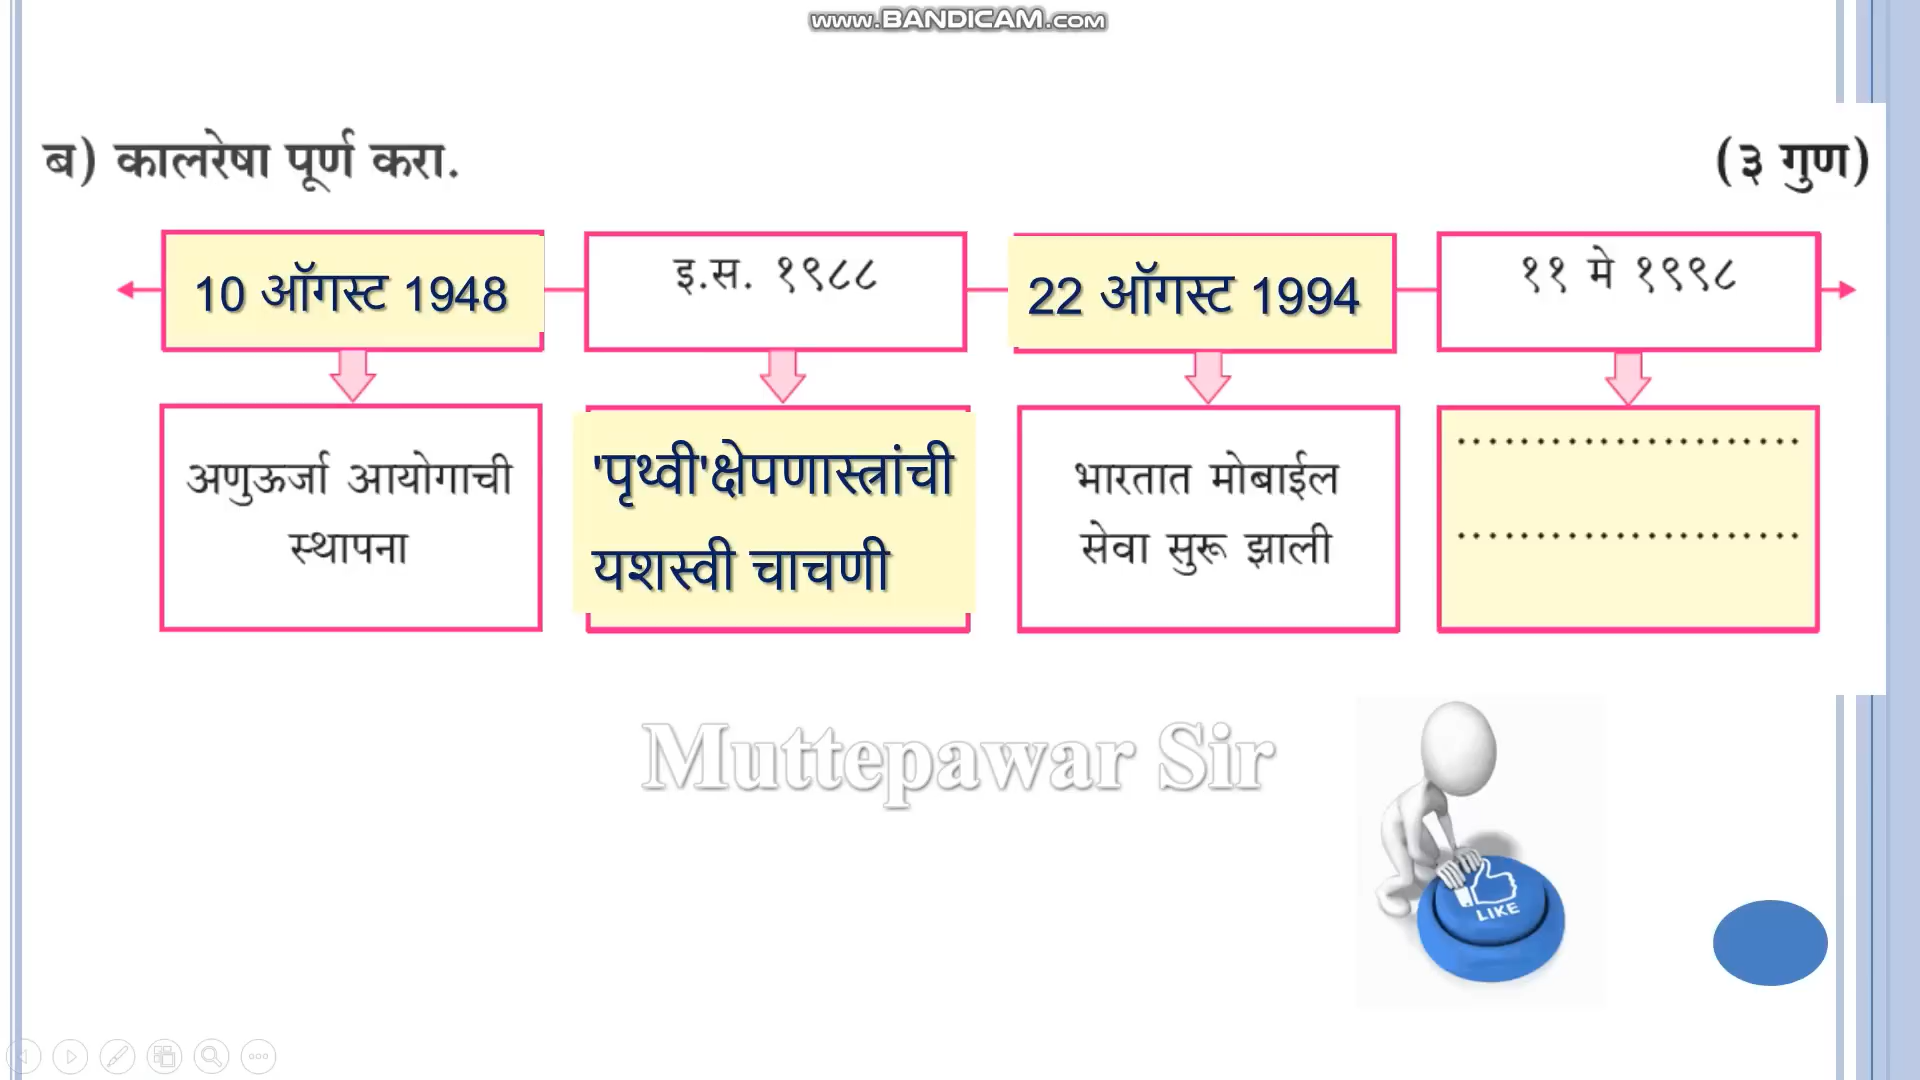 www.BANDICAM.com
ब) कालरेषा पूर्ण करा.
(३ गुण)
10 ऑगस्ट 1948
इ.स. १९८८
22 ऑगस्ट 1994
११ मे १९९८
अणुऊर्जा आयोगाची
स्थापना
'पृथ्वी'क्षेपणास्त्रांची
यशस्वी चाचणी
भारतात मोबाईल
सेवा सुरू झाली
......................
......................
Muttepawar Sir
LIKE